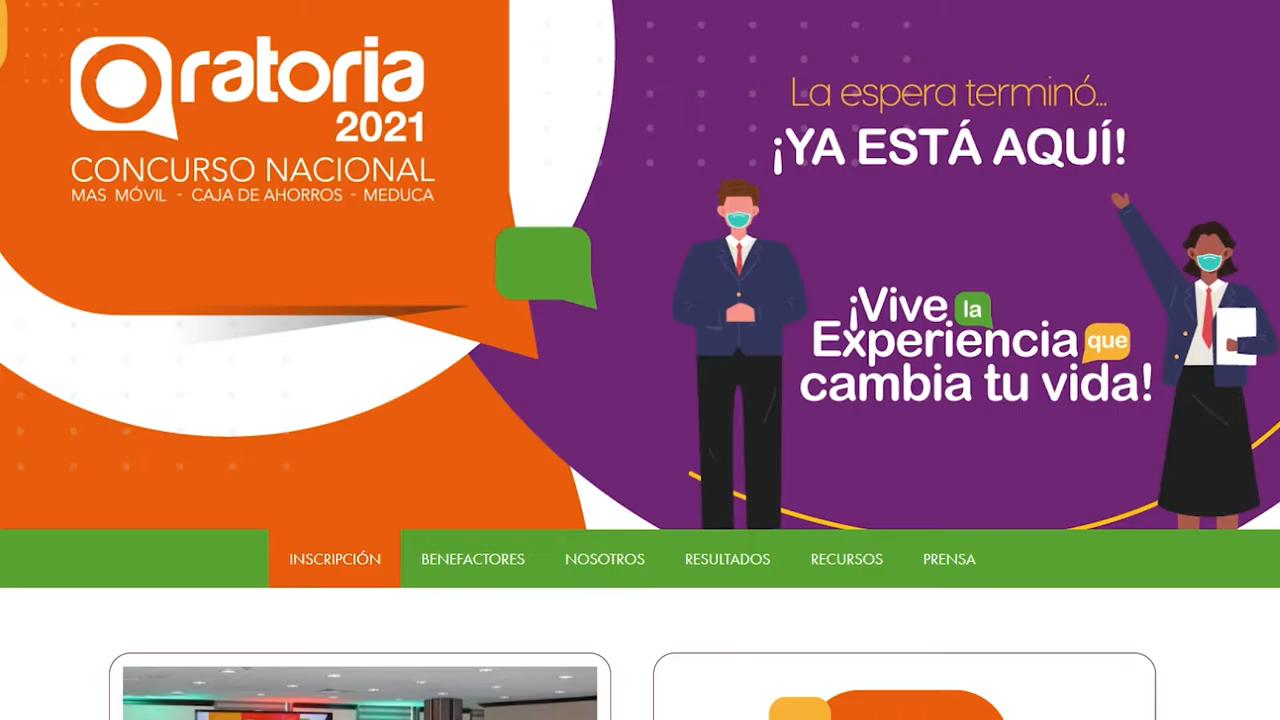 Oratoria
2021
CONCURSO NACIONAL
MAS MÓVIL - CAJA DE AHORROS - MEDUCA
La espera terminó...
¡YA ESTÁ AQUÍ!
¡Vive la
Experiencia que
cambia tu vida!
INSCRIPCIÓN BENEFACTORES NOSOTROS RESULTADOS RECURSOS PRENSA